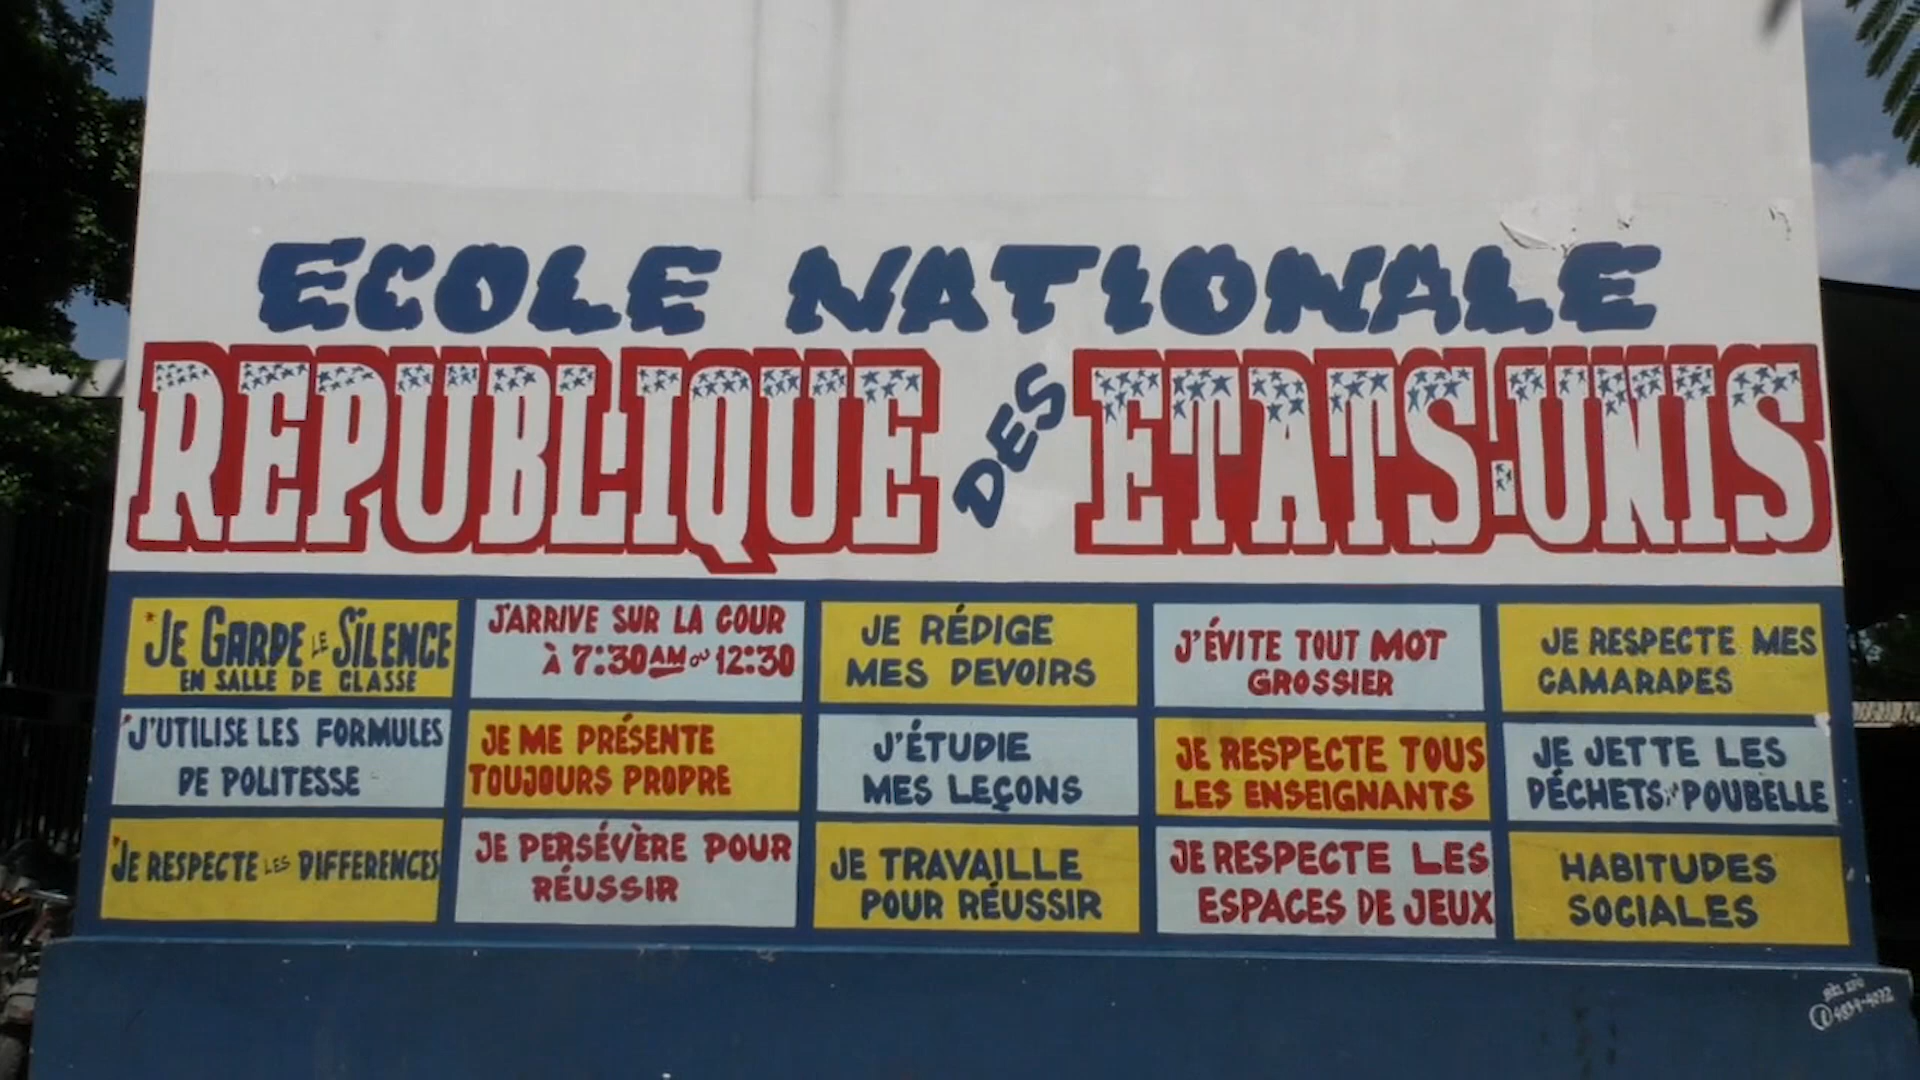 ECOLE NATIONALE
REPUBLIQUE DES ETATS-UNIS
JE GARDE LE SILENCE
EN SALLE DE CLASSE
J'ARRIVE SUR LA COUR
À 7:30 AM OU 12:30
JE RÉDIGE
MES DEVOIRS
J'ÉVITE TOUT MOT
GROSSIER
JE RESPECTE MES
CAMARADES
J'UTILISE LES FORMULES
DE POLITESSE
JE ME PRÉSENTE
TOUJOURS PROPRE
J'ÉTUDIE
MES LEÇONS
JE RESPECTE TOUS
LES ENSEIGNANTS
JE JETTE LES
DÉCHETS POUBELLE
JE RESPECTE LES DIFFERENCES
JE PERSÉVÈRE POUR
RÉUSSIR
JE TRAVAILLE
POUR RÉUSSIR
JE RESPECTE LES
ESPACES DE JEUX
HABITUDES
SOCIALES